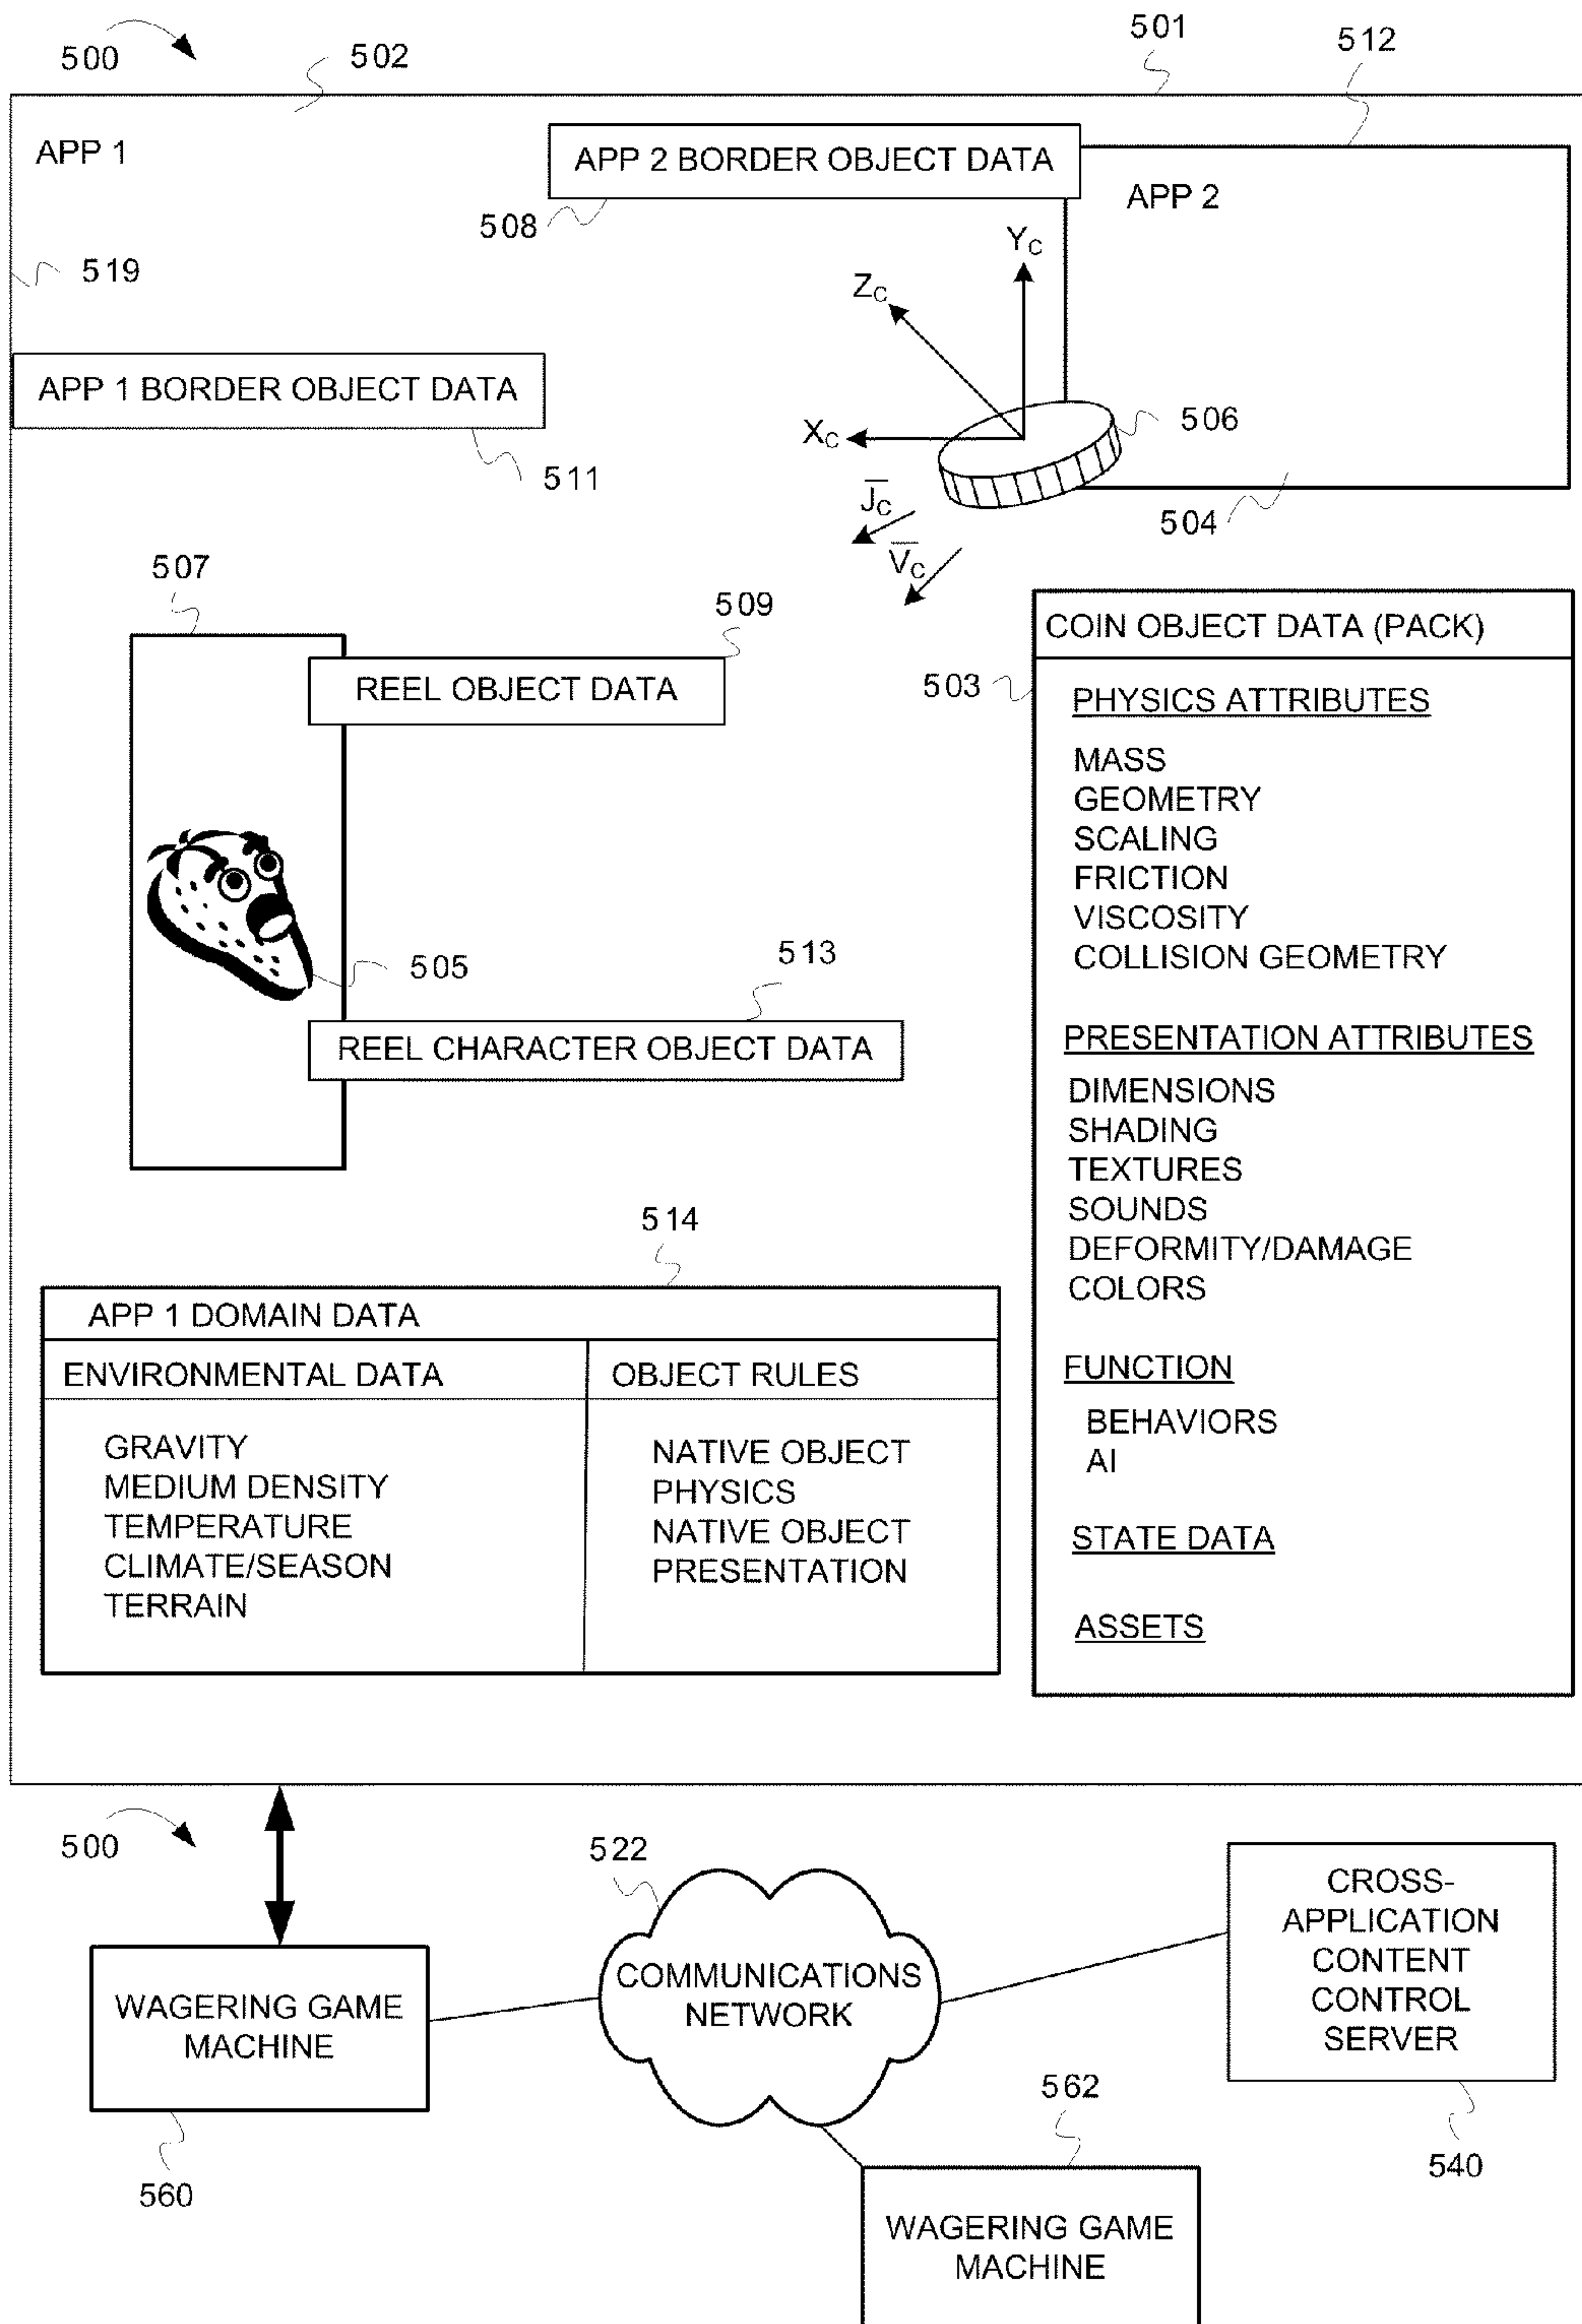 500
502
501
512
APP 1
APP 2 BORDER OBJECT DATA
APP 2
508
519
Y_C
Z_C
APP 1 BORDER OBJECT DATA
X_C
506
511
J̅_C
504
V̅_C
507
509
COIN OBJECT DATA (PACK)
REEL OBJECT DATA
503
PHYSICS ATTRIBUTES
MASS
GEOMETRY
SCALING
FRICTION
VISCOSITY
COLLISION GEOMETRY
505
513
REEL CHARACTER OBJECT DATA
PRESENTATION ATTRIBUTES
DIMENSIONS
SHADING
TEXTURES
SOUNDS
DEFORMITY/DAMAGE
COLORS
FUNCTION
BEHAVIORS
AI
STATE DATA
ASSETS
514
APP 1 DOMAIN DATA
ENVIRONMENTAL DATA
GRAVITY
MEDIUM DENSITY
TEMPERATURE
CLIMATE/SEASON
TERRAIN
OBJECT RULES
NATIVE OBJECT
PHYSICS
NATIVE OBJECT
PRESENTATION
500
522
WAGERING GAME
MACHINE
560
COMMUNICATIONS
NETWORK
CROSS-
APPLICATION
CONTENT
CONTROL
SERVER
540
562
WAGERING GAME
MACHINE